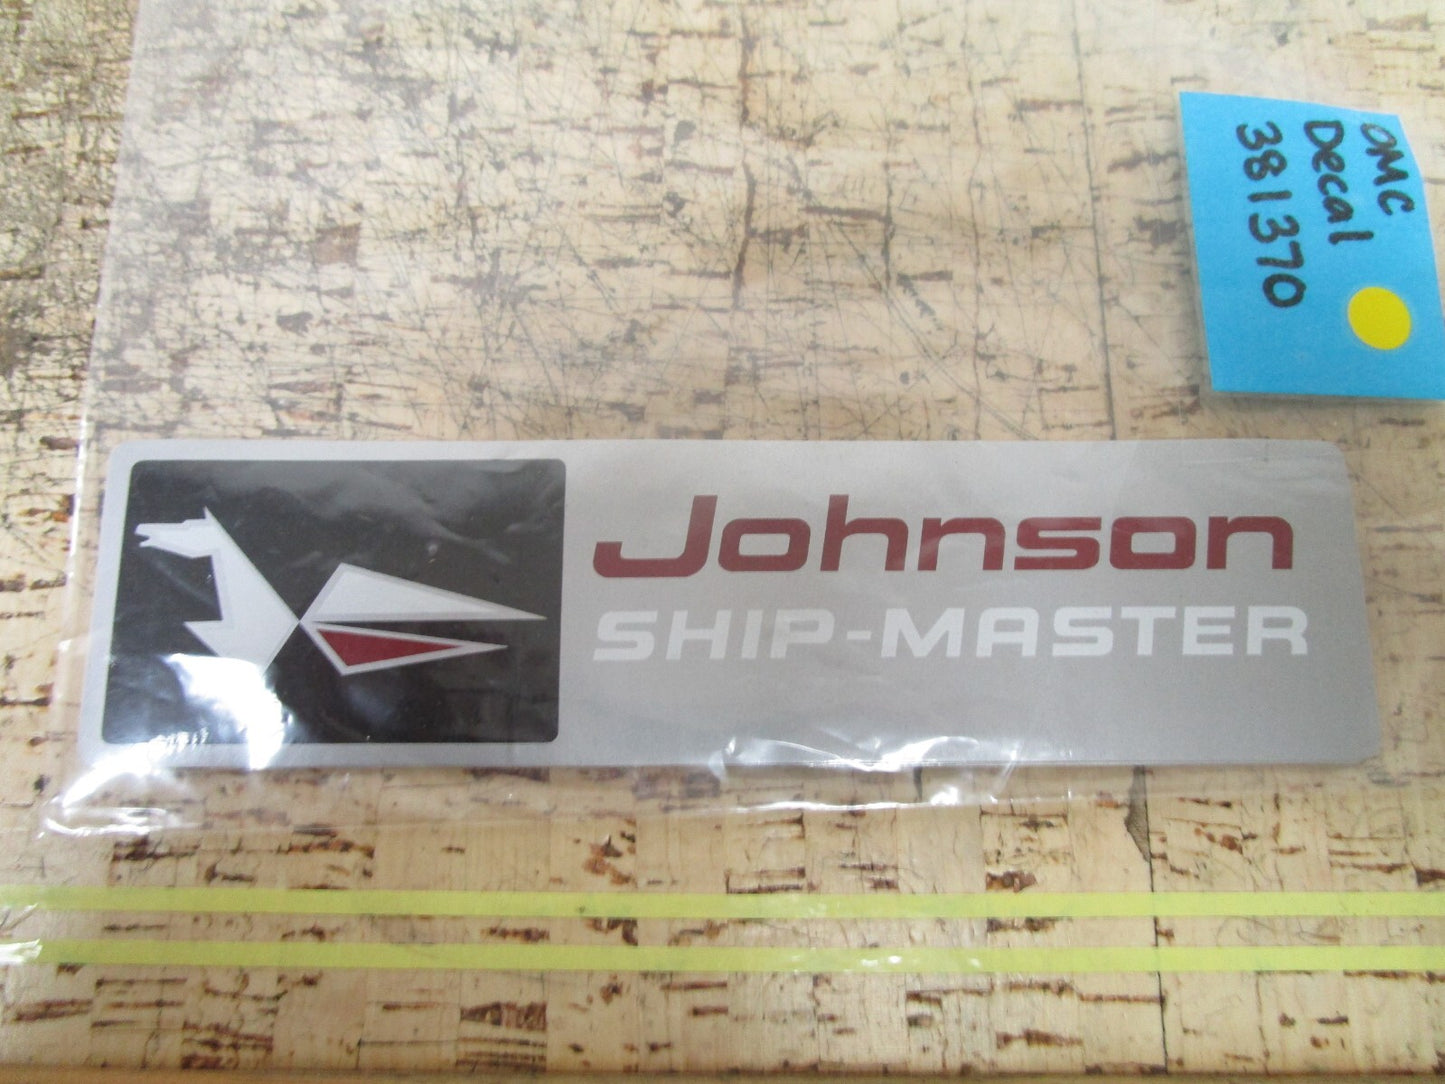 Johnson
SHIP-MASTER
OMC
Decal
381370